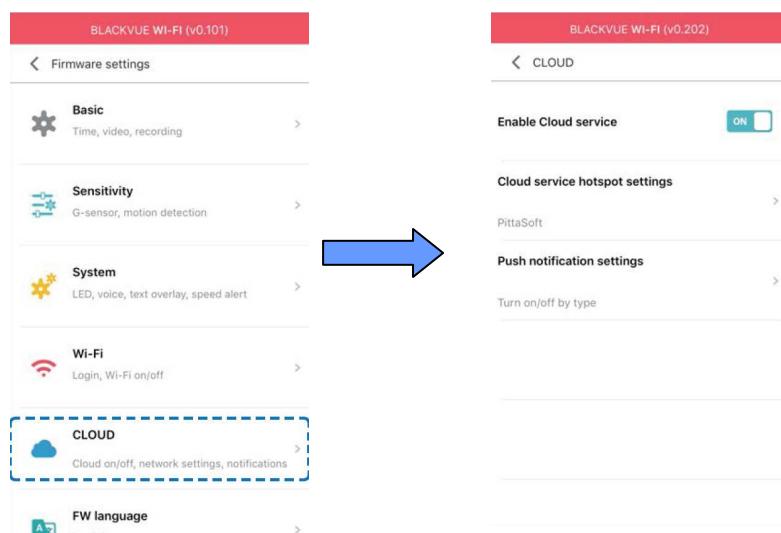 BLACKVUE WI-FI (v0.101)
Firmware settings
Basic
Time, video, recording
Sensitivity
G-sensor, motion detection
System
LED, voice, text overlay, speed alert
Wi-Fi
Login, Wi-Fi on/off
CLOUD
Cloud on/off, network settings, notifications
FW language
BLACKVUE WI-FI (v0.202)
CLOUD
Enable Cloud service
ON
Cloud service hotspot settings
PittaSoft
Push notification settings
Turn on/off by type